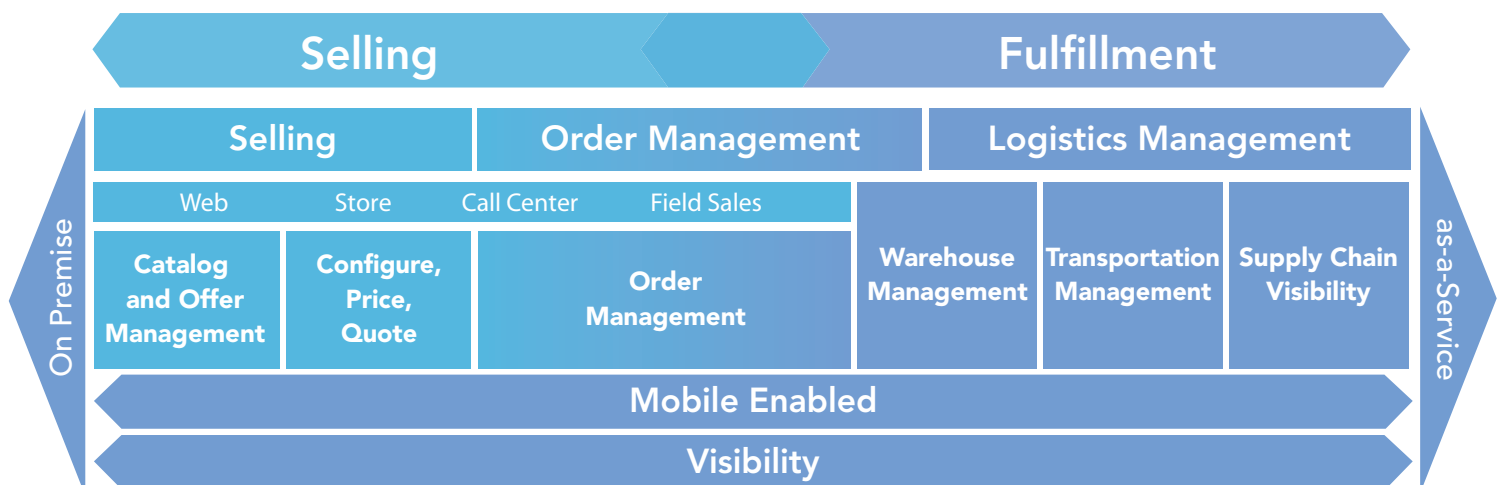 Selling
Fulfillment
Selling
Order Management
Logistics Management
Web
Store
Call Center
Field Sales
On Premise
Catalog
and Offer
Management
Configure,
Price,
Quote
Order
Management
Warehouse
Management
Transportation
Management
Supply Chain
Visibility
as-a-Service
Mobile Enabled
Visibility